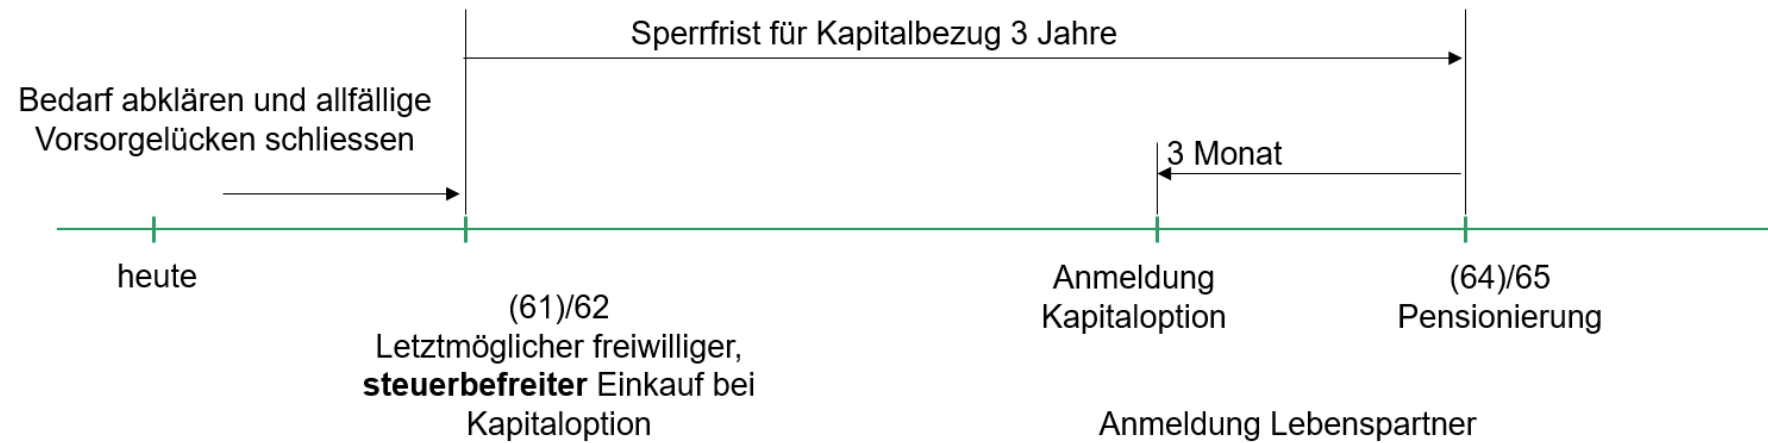 Sperrfrist für Kapitalbezug 3 Jahre
Bedarf abklären und allfällige
Vorsorgelücken schliessen
3 Monat
heute
(61)/62
Letztmöglicher freiwilliger,
steuerbefreiter Einkauf bei
Kapitaloption
Anmeldung
Kapitaloption
(64)/65
Pensionierung
Anmeldung Lebenspartner